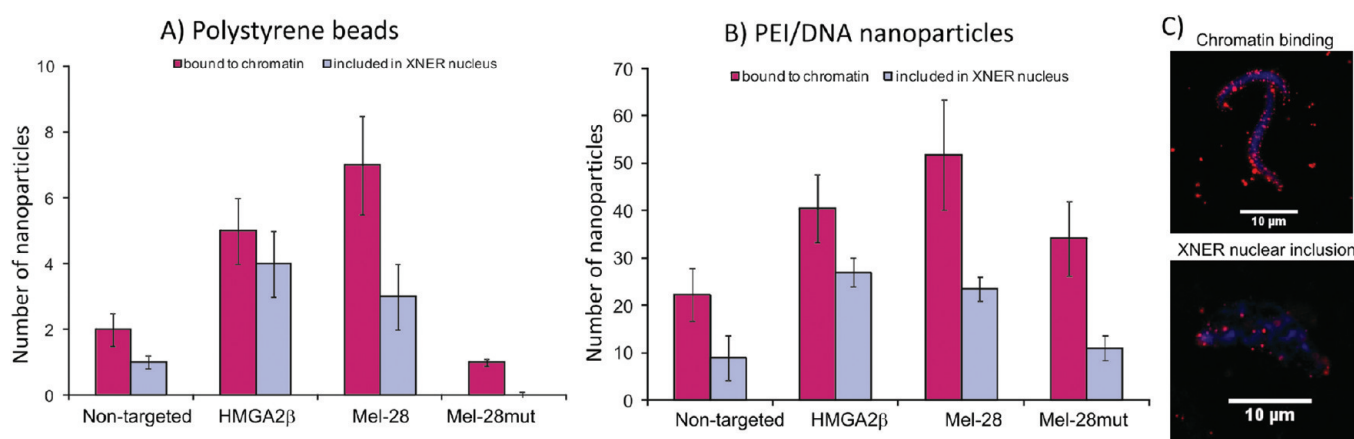 A) Polystyrene beads
bound to chromatin included in XNER nucleus
Number of nanoparticles
10
8
6
4
2
0
Non-targeted HMGA2β Mel-28 Mel-28mut
B) PEI/DNA nanoparticles
bound to chromatin included in XNER nucleus
Number of nanoparticles
70
60
50
40
30
20
10
0
Non-targeted HMGA2β Mel-28 Mel-28mut
C)
Chromatin binding
10 µm
XNER nuclear inclusion
10 µm